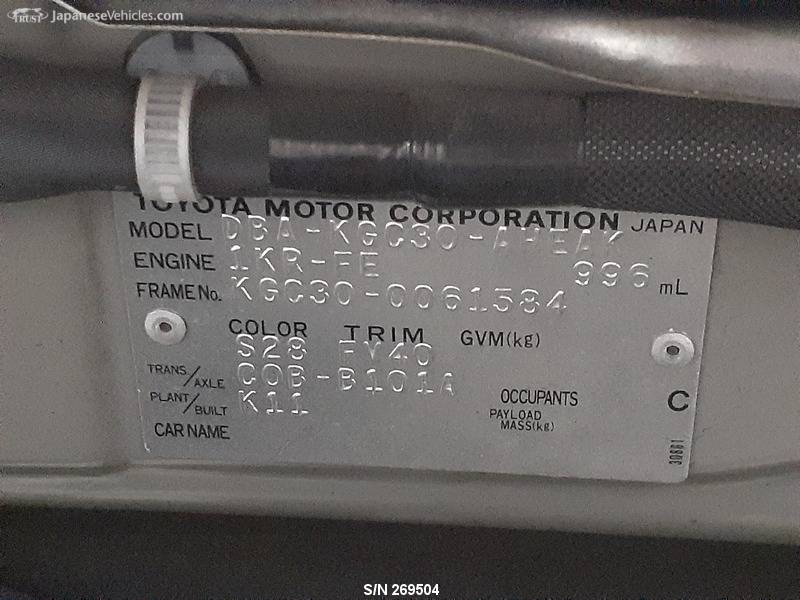 TRUST JapaneseVehicles.com
TOYOTA MOTOR CORPORATION JAPAN
MODEL DBA-KGC30-APEAK
ENGINE 1KR-FE 996 mL
FRAME No. KGC30-0061584
COLOR TRIM GVM(kg)
S28 FY40
TRANS/AXLE C0B-B101A
PLANT/BUILT K11 OCCUPANTS C
PAYLOAD
MASS(kg)
CAR NAME
S/N 269504